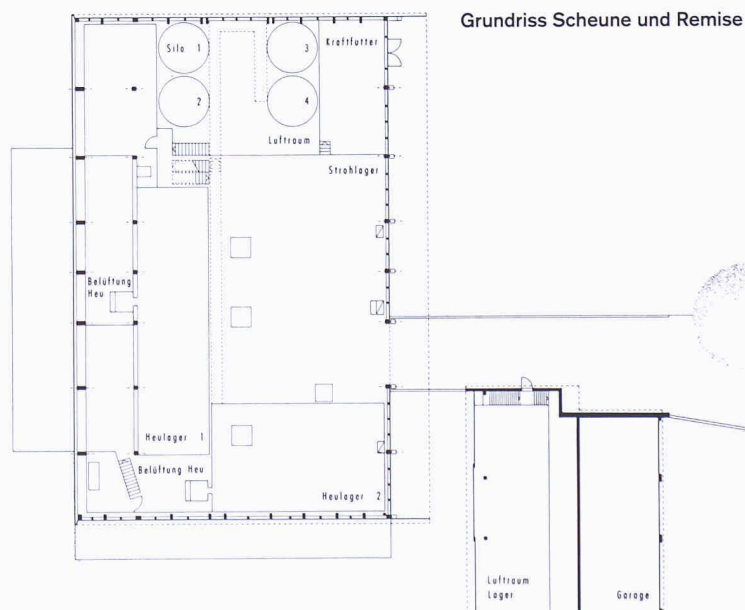 Grundriss Scheune und Remise
Silo 1
3
Kraftfutter
2
4
Luftraum
Strohlager
Belüftung
Heu
Heulager 1
Belüftung Heu
Heulager 2
Luftraum
Lager
Garage